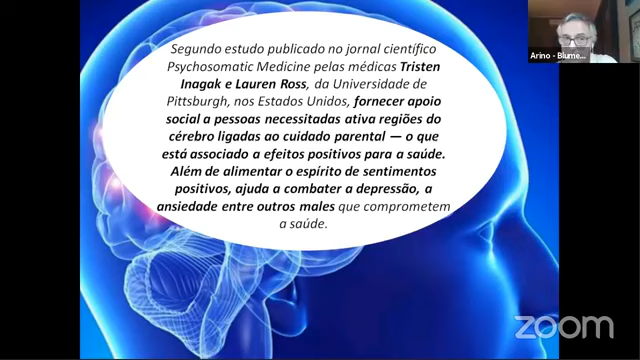 Segundo estudo publicado no jornal científico
Psychosomatic Medicine pelas médicas Tristen
Inagak e Lauren Ross, da Universidade de
Pittsburgh, nos Estados Unidos, fornecer apoio
social a pessoas necessitadas ativa regiões do
cérebro ligadas ao cuidado parental — o que
está associado a efeitos positivos para a saúde.
Além de alimentar o espírito de sentimentos
positivos, ajuda a combater a depressão, a
ansiedade entre outros males que comprometem
a saúde.
Arino - Blume...
zoom